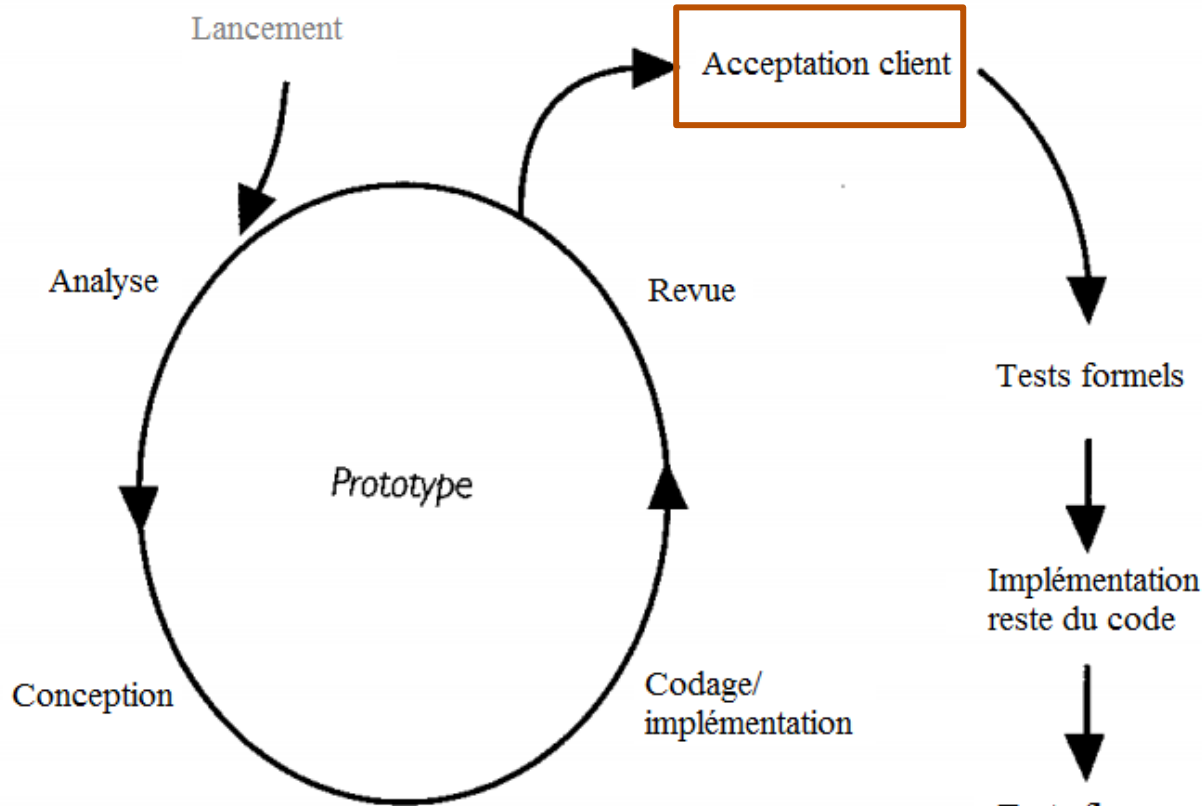 Lancement
Acceptation client
Analyse
Revue
Tests formels
Prototype
Implémentation
reste du code
Conception
Codage/
implémentation